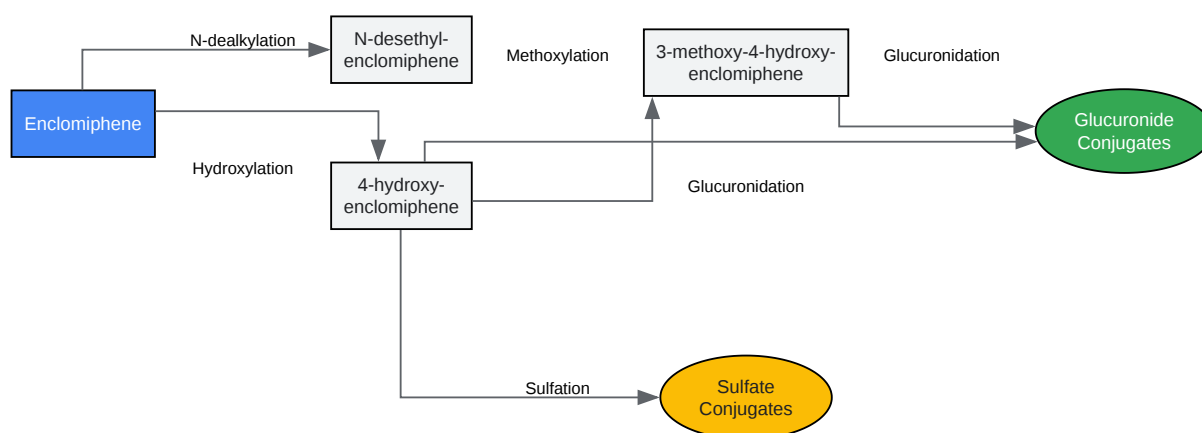 N-dealkylation
N-desethyl-
enclomiphene
Methoxylation
3-methoxy-4-hydroxy-
enclomiphene
Glucuronidation
Enclomiphene
Glucuronide
Conjugates
Hydroxylation
4-hydroxy-
enclomiphene
Glucuronidation
Sulfation
Sulfate
Conjugates